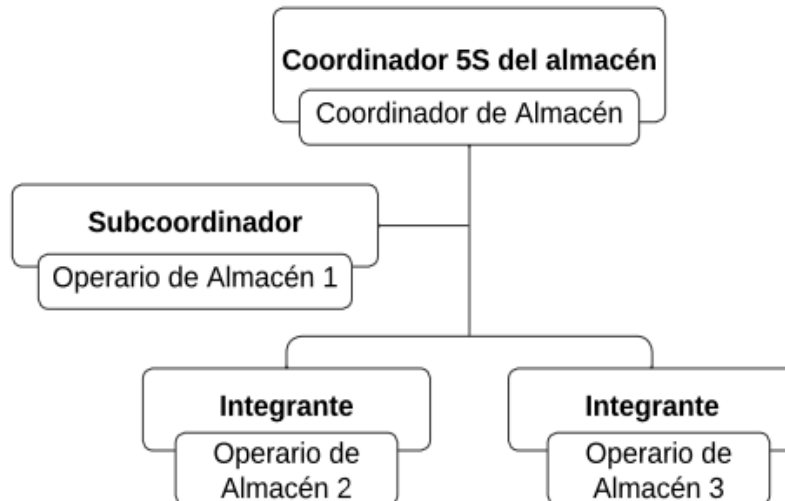 Coordinador 5S del almacén
Coordinador de Almacén
Subcoordinador
Operario de Almacén 1
Integrante
Operario de
Almacén 2
Integrante
Operario de
Almacén 3